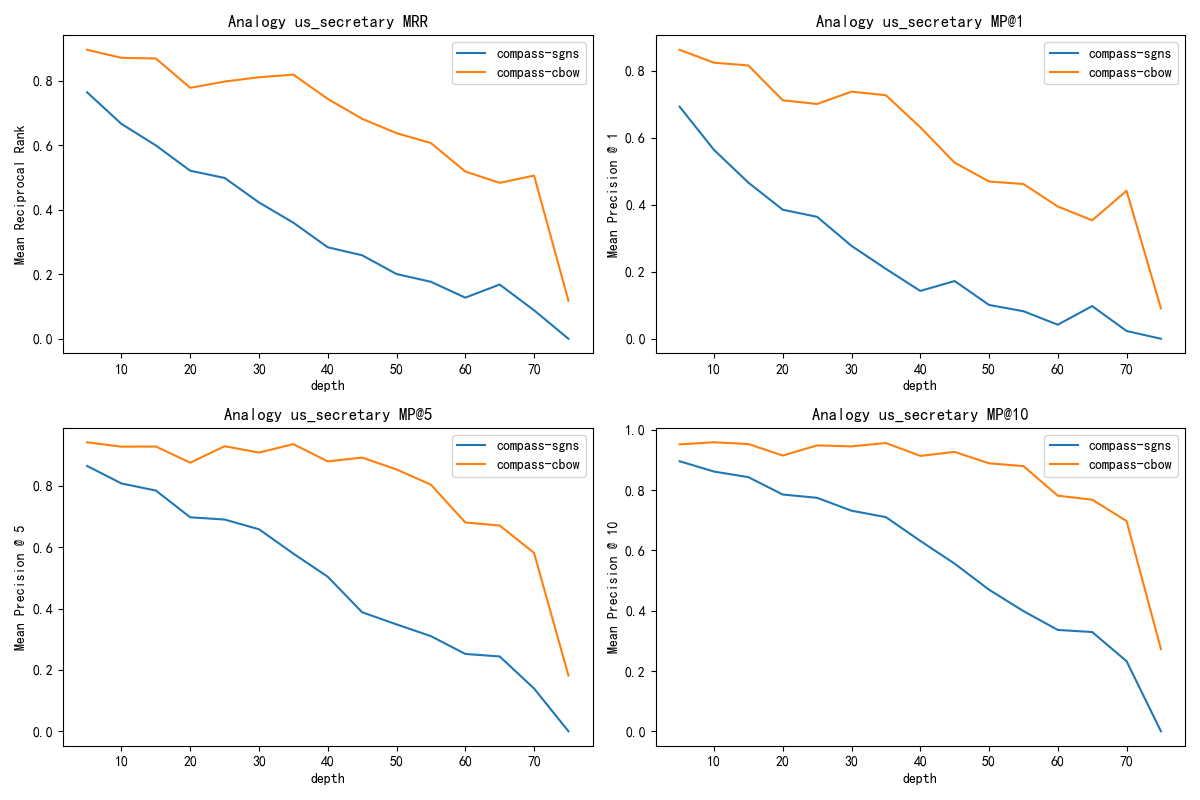 Analogy us_secretary MRR
compass-sgns
compass-cbow
Mean Reciprocal Rank
0.8
0.6
0.4
0.2
0.0
10 20 30 40 50 60 70
depth
Analogy us_secretary MP@1
compass-sgns
compass-cbow
Mean Precision @ 1
0.8
0.6
0.4
0.2
0.0
10 20 30 40 50 60 70
depth
Analogy us_secretary MP@5
compass-sgns
compass-cbow
Mean Precision @ 5
0.8
0.6
0.4
0.2
0.0
10 20 30 40 50 60 70
depth
Analogy us_secretary MP@10
compass-sgns
compass-cbow
Mean Precision @ 10
1.0
0.8
0.6
0.4
0.2
0.0
10 20 30 40 50 60 70
depth